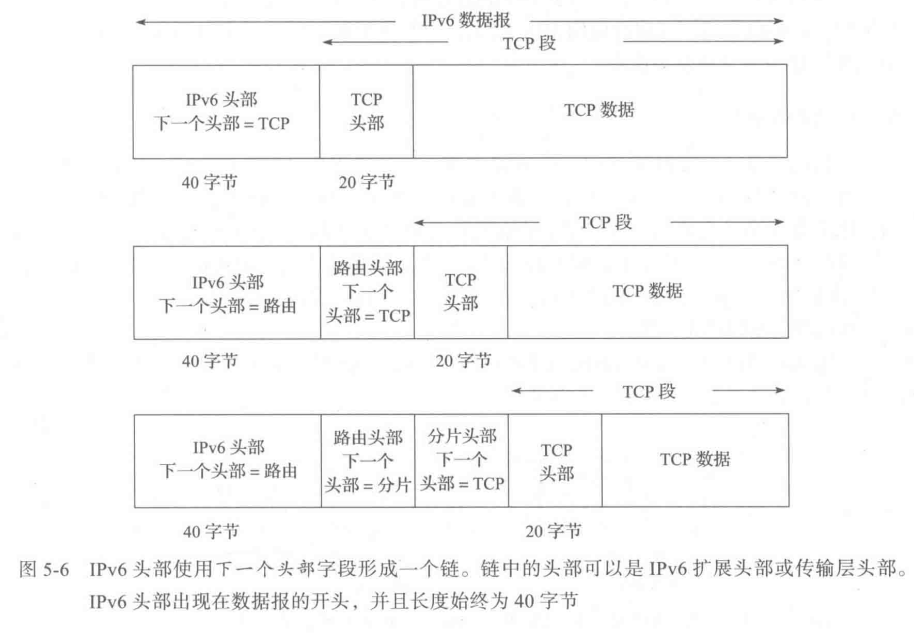 IPv6 数据报
TCP 段
IPv6 头部
下一个头部 = TCP
TCP
头部
TCP 数据
40 字节
20 字节
TCP 段
IPv6 头部
下一个头部 = 路由
路由头部
下一个
头部 = TCP
TCP
头部
TCP 数据
40 字节
20 字节
TCP 段
IPv6 头部
下一个头部 = 路由
路由头部
下一个
头部 = 分片
分片头部
下一个
头部 = TCP
TCP
头部
TCP 数据
40 字节
20 字节
图 5-6 IPv6 头部使用下一个头部字段形成一个链。链中的头部可以是 IPv6 扩展头部或传输层头部。
IPv6 头部出现在数据报的开头，并且长度始终为 40 字节